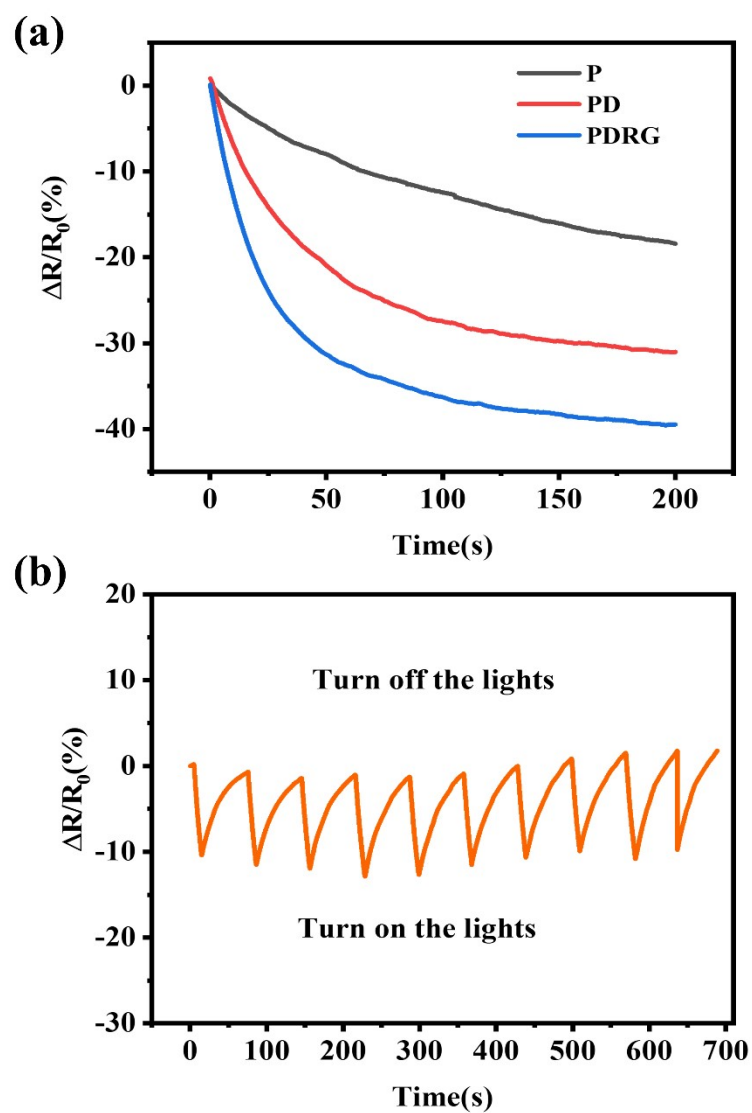 (a)
P
PD
PDRG
0
-10
-20
-30
-40
ΔR/R₀(%)
0 50 100 150 200
Time(s)
(b)
20
10
0
-10
-20
-30
ΔR/R₀(%)
Turn off the lights
Turn on the lights
0 100 200 300 400 500 600 700
Time(s)